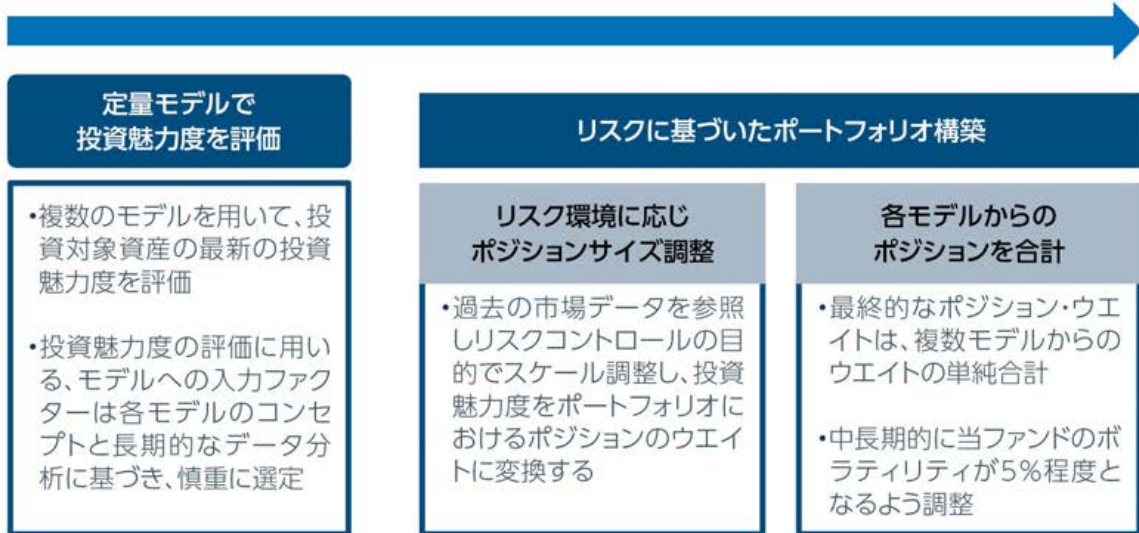 定量モデルで
投資魅力度を評価
・複数のモデルを用いて、投
資対象資産の最新の投資
魅力度を評価
・投資魅力度の評価に用い
る、モデルへの入力ファク
ターは各モデルのコンセ
プトと長期的なデータ分
析に基づき、慎重に選定
リスクに基づいたポートフォリオ構築
リスク環境に応じ
ポジションサイズ調整
・過去の市場データを参照
しリスクコントロールの目
的でスケール調整し、投資
魅力度をポートフォリオに
おけるポジションのウエイ
トに変換する
各モデルからの
ポジションを合計
・最終的なポジション・ウエ
イトは、複数モデルからの
ウエイトの単純合計
・中長期的に当ファンドのボ
ラティリティが5%程度と
なるよう調整